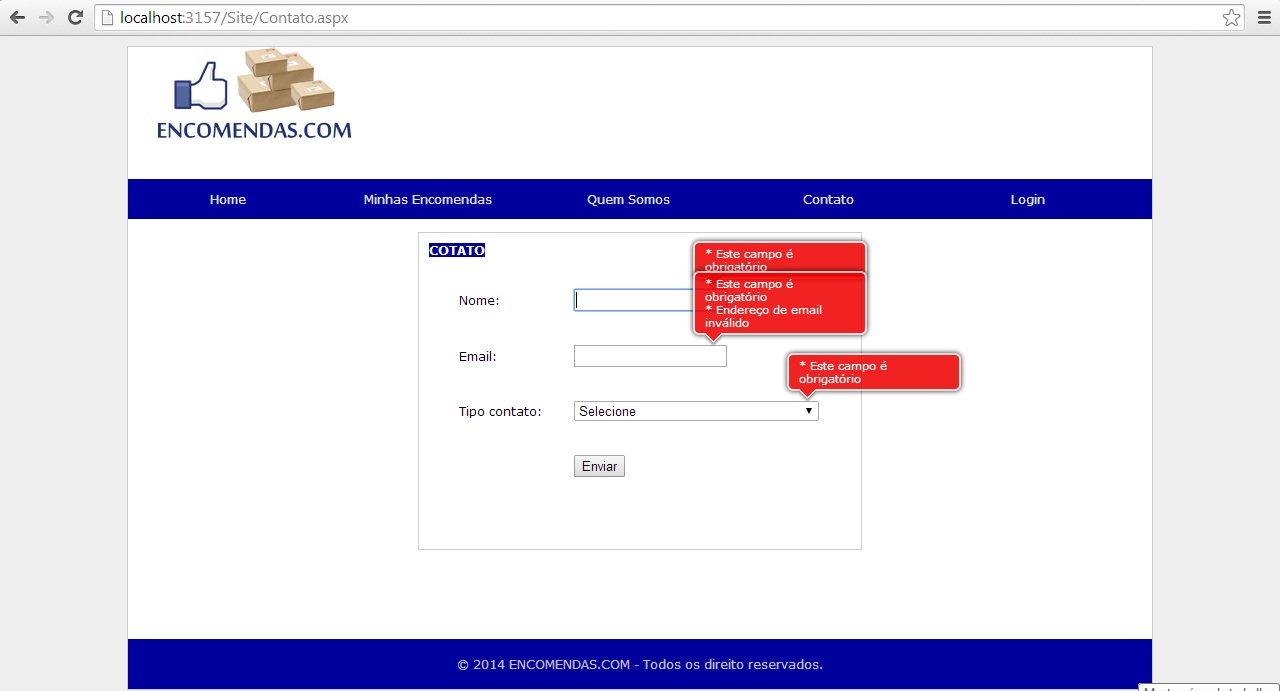 localhost:3157/Site/Contato.aspx
ENCOMENDAS.COM
Home Minhas Encomendas Quem Somos Contato Login
COTATO
* Este campo é
obrigatório
* Este campo é
obrigatório
* Endereço de email
inválido
Nome:
Email:
* Este campo é
obrigatório
Tipo contato: Selecione
Enviar
© 2014 ENCOMENDAS.COM - Todos os direito reservados.